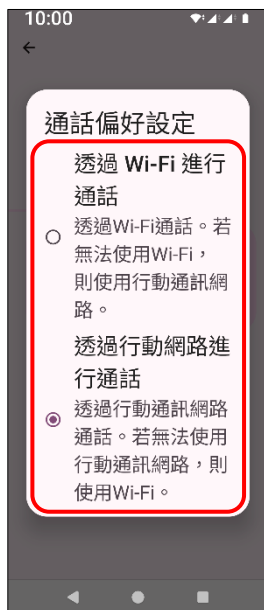 10:00
通話偏好設定
透過 Wi-Fi 進行
通話
透過Wi-Fi通話。若
無法使用Wi-Fi，
則使用行動通訊網
路。
透過行動網路進
行通話
透過行動通訊網路
通話。若無法使用
行動通訊網路，則
使用Wi-Fi。